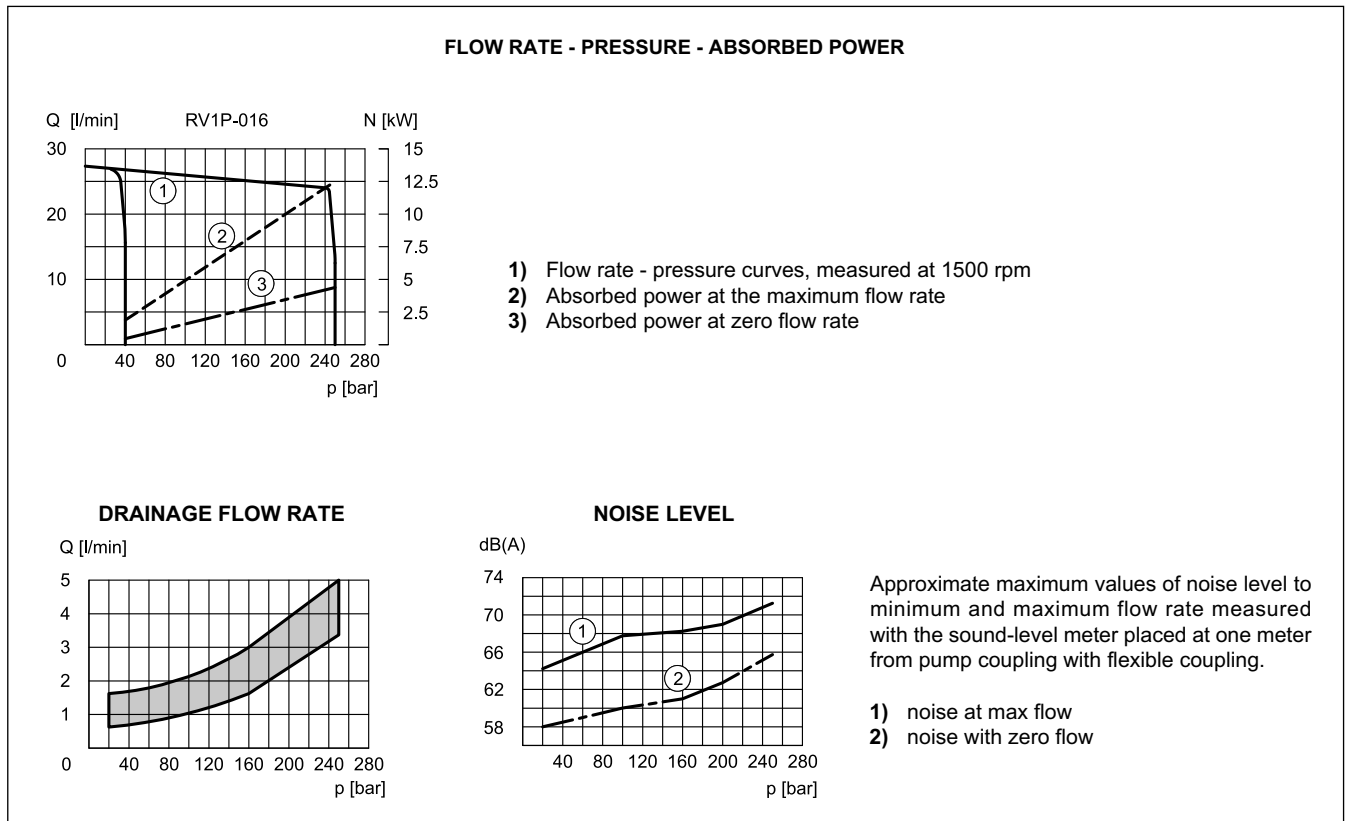 FLOW RATE - PRESSURE - ABSORBED POWER
Q [l/min] RV1P-016 N [kW]
30 15
12.5
20 10
7.5
10 5
2.5
0 40 80 120 160 200 240 280
p [bar]
1
2
3
1) Flow rate - pressure curves, measured at 1500 rpm
2) Absorbed power at the maximum flow rate
3) Absorbed power at zero flow rate
DRAINAGE FLOW RATE
Q [l/min]
5
4
3
2
1
0 40 80 120 160 200 240 280
p [bar]
NOISE LEVEL
dB(A)
74
70
66
62
58
40 80 120 160 200 240 280
p [bar]
1
2
Approximate maximum values of noise level to
minimum and maximum flow rate measured
with the sound-level meter placed at one meter
from pump coupling with flexible coupling.
1) noise at max flow
2) noise with zero flow